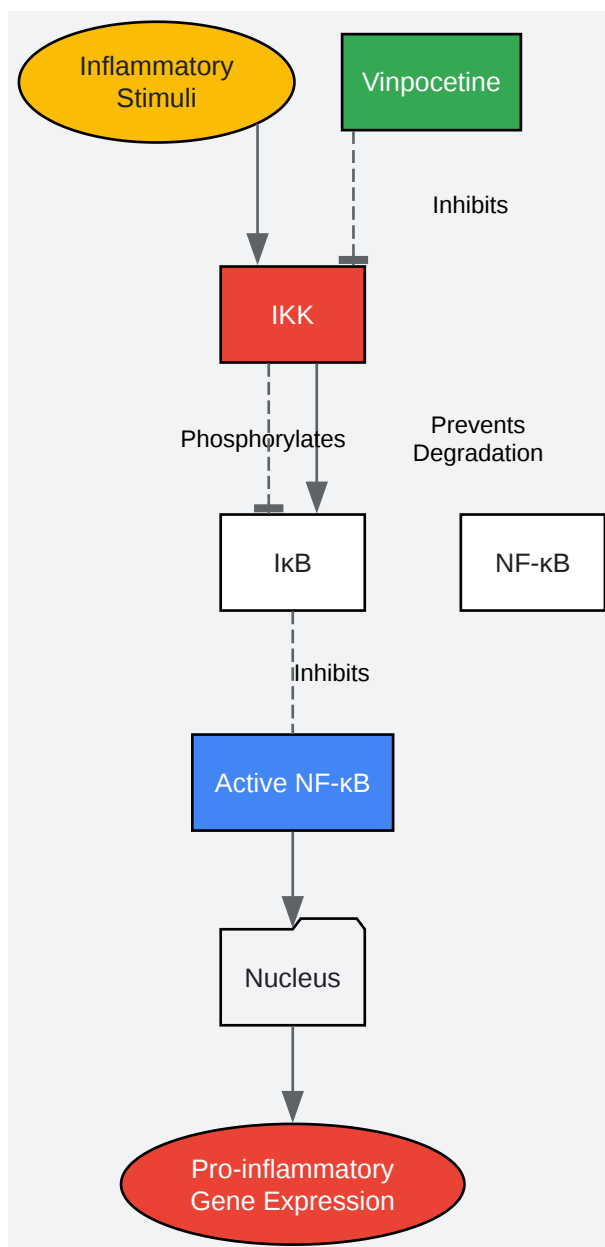 Inflammatory
Stimuli
Vinpocetine
Inhibits
IKK
Phosphorylates
Prevents
Degradation
IκB
NF-κB
Inhibits
Active NF-κB
Nucleus
Pro-inflammatory
Gene Expression